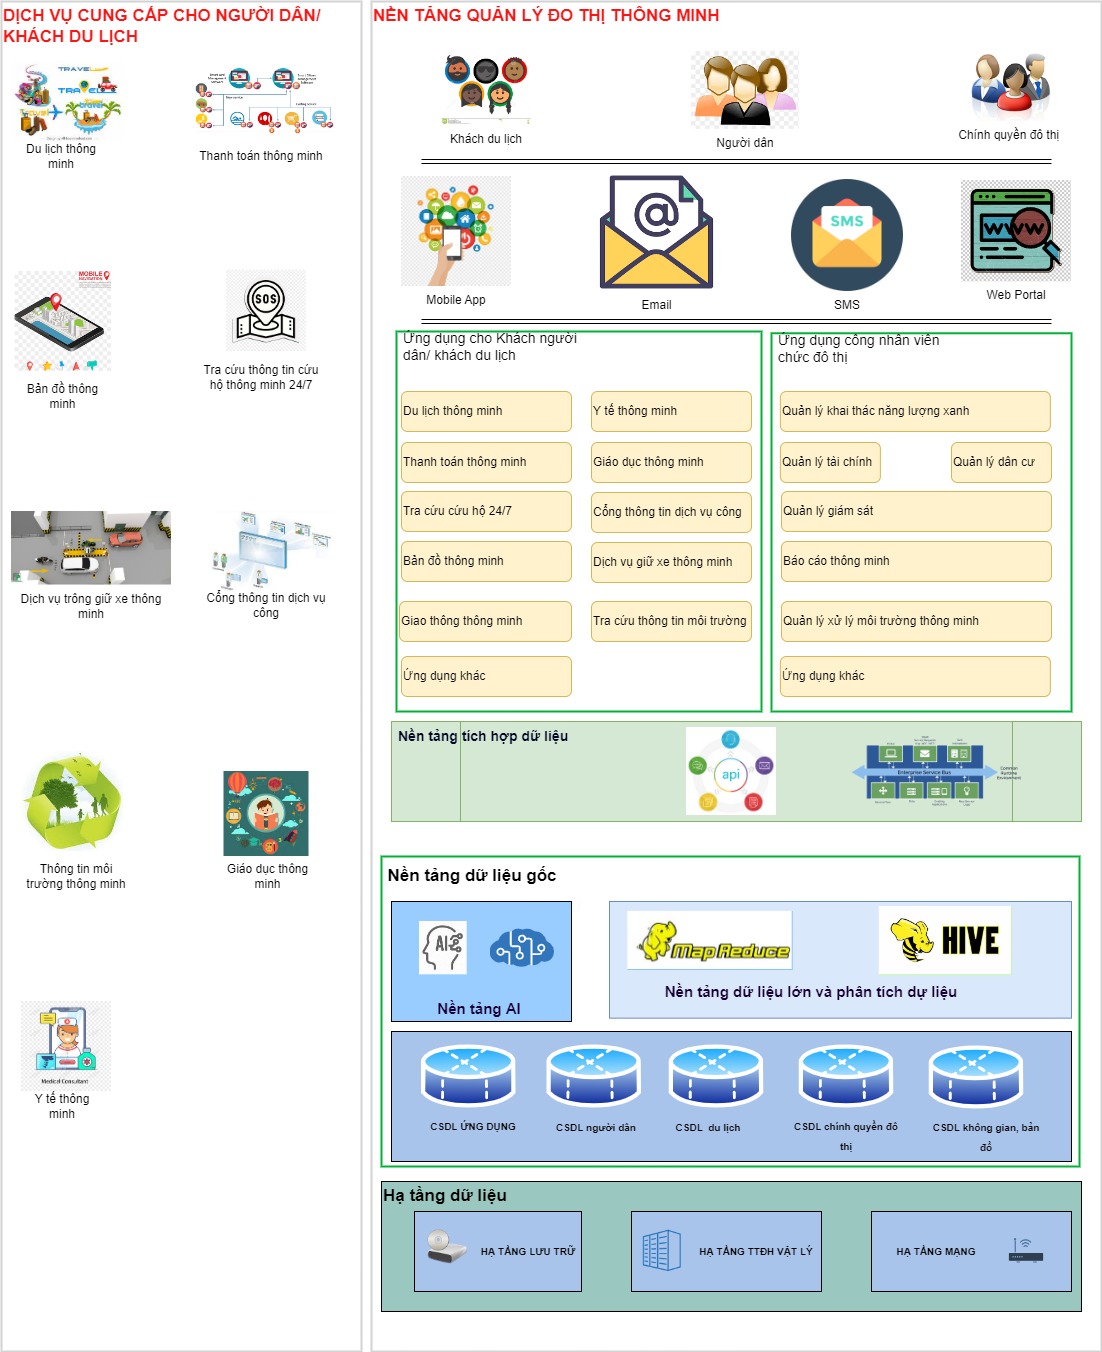 DỊCH VỤ CUNG CẤP CHO NGƯỜI DÂN/
KHÁCH DU LỊCH
Du lịch thông
minh
Thanh toán thông minh
MOBILE
NAVIGATION
Bản đồ thông
minh
SOS
Tra cứu thông tin cứu
hộ thông minh 24/7
Dịch vụ trông giữ xe thông
minh
Cổng thông tin dịch vụ
công
Thông tin môi
trường thông minh
Giáo dục thông
minh
Medical Consultant
Y tế thông
minh
NỀN TẢNG QUẢN LÝ ĐO THỊ THÔNG MINH
Khách du lịch
Người dân
Chính quyền đô thị
Mobile App
@
Email
SMS
SMS
WWW
Web Portal
Ứng dụng cho Khách người
dân/ khách du lịch
Du lịch thông minh
Y tế thông minh
Thanh toán thông minh
Giáo dục thông minh
Tra cứu cứu hộ 24/7
Cổng thông tin dịch vụ công
Bản đồ thông minh
Dịch vụ giữ xe thông minh
Giao thông thông minh
Tra cứu thông tin môi trường
Ứng dụng khác
Ứng dụng công nhân viên
chức đô thị
Quản lý khai thác năng lượng xanh
Quản lý tài chính
Quản lý dân cư
Quản lý giám sát
Báo cáo thông minh
Quản lý xử lý môi trường thông minh
Ứng dụng khác
Nền tảng tích hợp dữ liệu
api
Enterprise Service Bus
Common
Runtime
Environment
Nền tảng dữ liệu gốc
AI
Nền tảng AI
Map Reduce
HIVE
Nền tảng dữ liệu lớn và phân tích dự liệu
CSDL ỨNG DỤNG
CSDL người dân
CSDL du lịch
CSDL chính quyền đô
thị
CSDL không gian, bản
đồ
Hạ tầng dữ liệu
HẠ TẦNG LƯU TRỮ
HẠ TẦNG TTĐH VẬT LÝ
HẠ TẦNG MẠNG